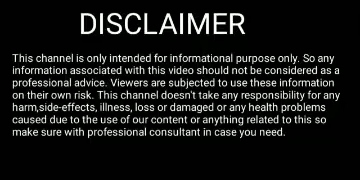 DISCLAIMER
This channel is only intended for informational purpose only. So any
information associated with this video should not be considered as a
professional advice. Viewers are subjected to use these information
on their own risk. This channel doesn't take any responsibility for any
harm,side-effects, illness, loss or damaged or any health problems
caused due to the use of our content or anything related to this so
make sure with professional consultant in case you need.